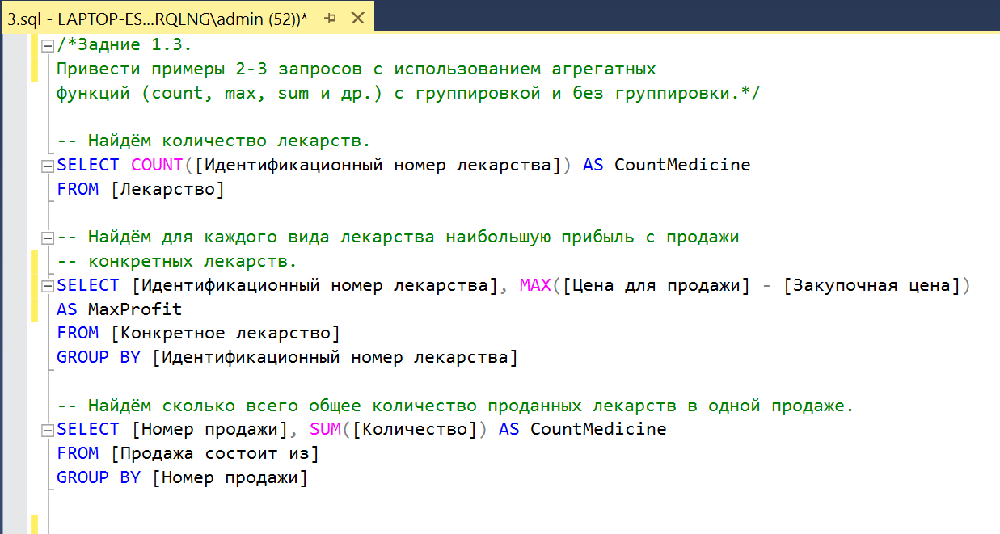 3.sql - LAPTOP-ES...RQLNG\admin (52))*
/*Задние 1.3.
Привести примеры 2-3 запросов с использованием агрегатных
функций (count, max, sum и др.) с группировкой и без группировки.*/
-- Найдём количество лекарств.
SELECT COUNT([Идентификационный номер лекарства]) AS CountMedicine
FROM [Лекарство]
-- Найдём для каждого вида лекарства наибольшую прибыль с продажи
-- конкретных лекарств.
SELECT [Идентификационный номер лекарства], MAX([Цена для продажи] - [Закупочная цена])
AS MaxProfit
FROM [Конкретное лекарство]
GROUP BY [Идентификационный номер лекарства]
-- Найдём сколько всего общее количество проданных лекарств в одной продаже.
SELECT [Номер продажи], SUM([Количество]) AS CountMedicine
FROM [Продажа состоит из]
GROUP BY [Номер продажи]